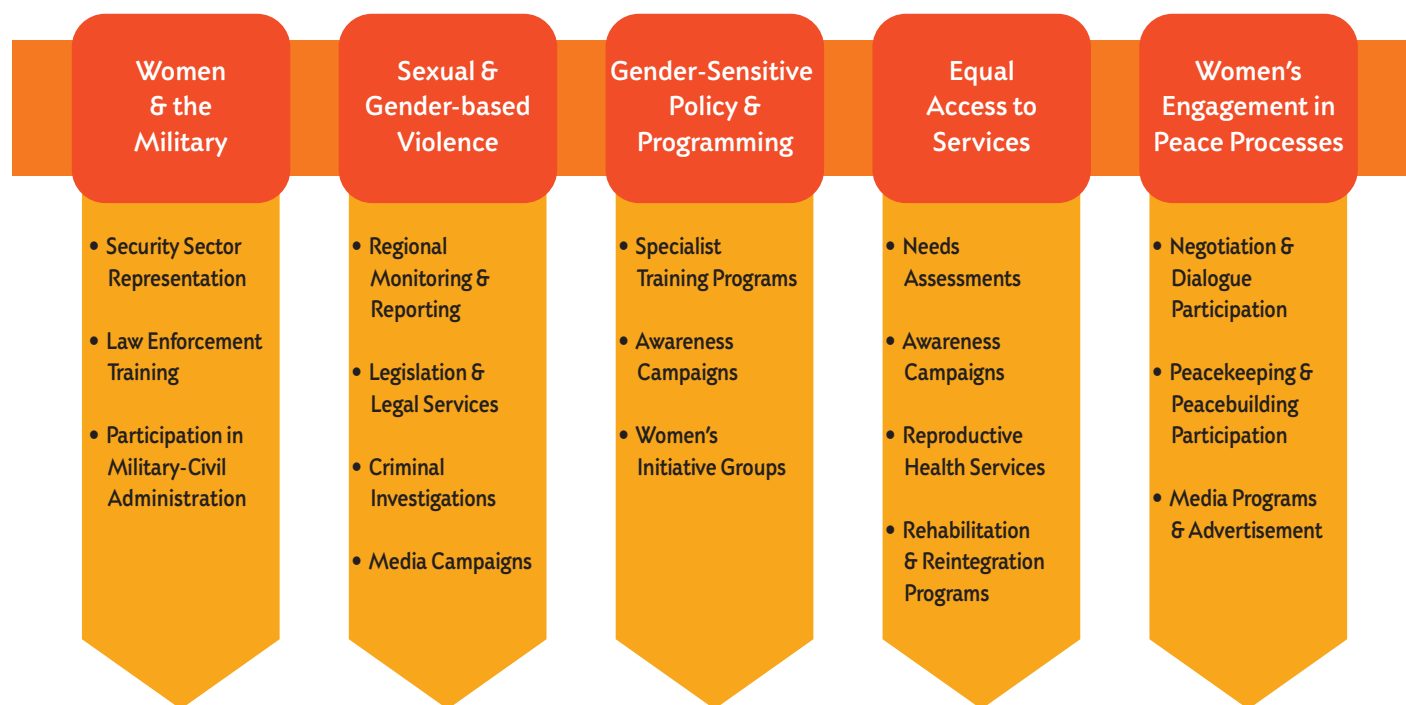 Women
& the
Military
• Security Sector
Representation
• Law Enforcement
Training
• Participation in
Military-Civil
Administration
Sexual &
Gender-based
Violence
• Regional
Monitoring &
Reporting
• Legislation &
Legal Services
• Criminal
Investigations
• Media Campaigns
Gender-Sensitive
Policy &
Programming
• Specialist
Training Programs
• Awareness
Campaigns
• Women's
Initiative Groups
Equal
Access to
Services
• Needs
Assessments
• Awareness
Campaigns
• Reproductive
Health Services
• Rehabilitation
& Reintegration
Programs
Women's
Engagement in
Peace Processes
• Negotiation &
Dialogue
Participation
• Peacekeeping &
Peacebuilding
Participation
• Media Programs
& Advertisement